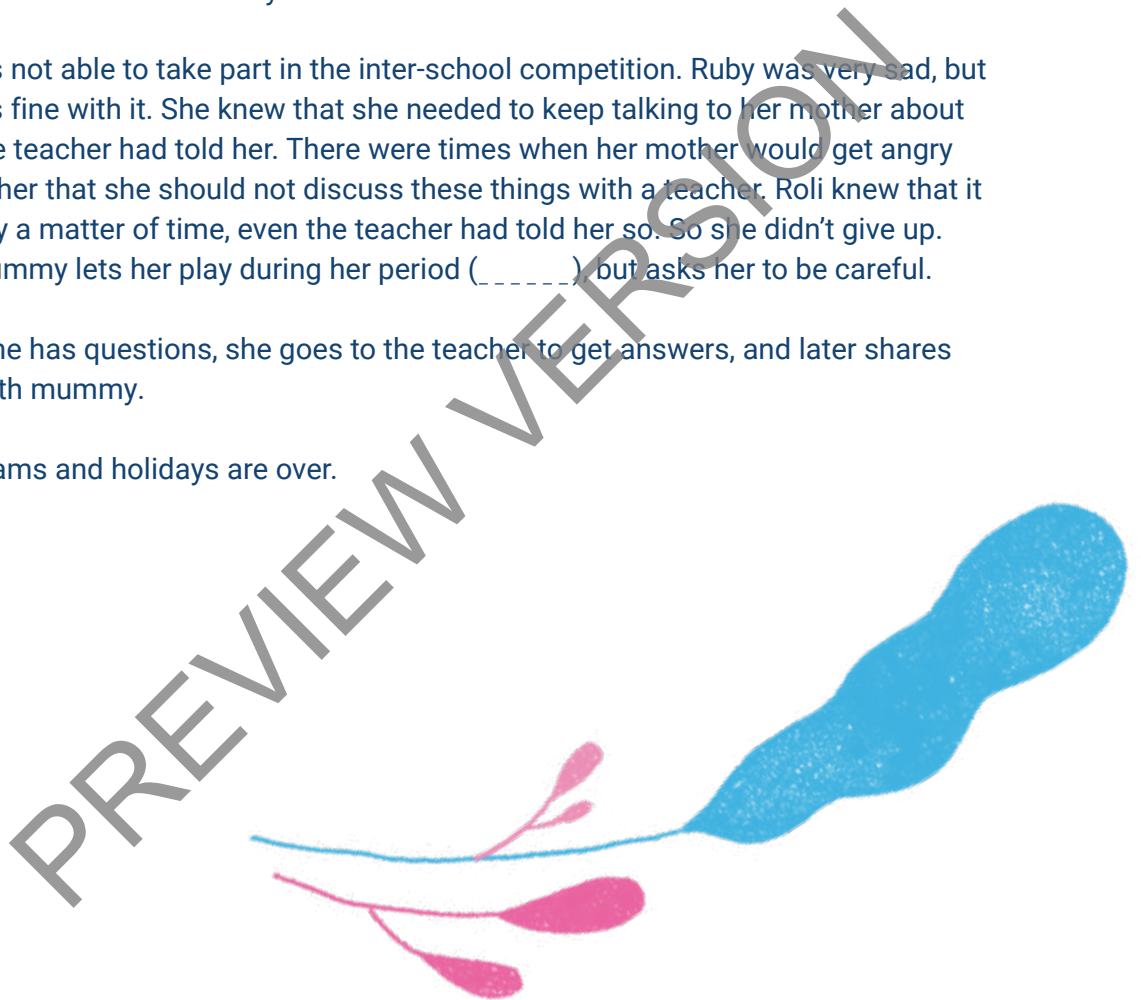 s not able to take part in the inter-school competition. Ruby was very sad, but
s fine with it. She knew that she needed to keep talking to her mother about
e teacher had told her. There were times when her mother would get angry
her that she should not discuss these things with a teacher. Roli knew that it
y a matter of time, even the teacher had told her so. So she didn’t give up.
ummy lets her play during her period (_ _ _ _ _ _), but asks her to be careful.
he has questions, she goes to the teacher to get answers, and later shares
th mummy.
ams and holidays are over.
PREVIEW VERSION